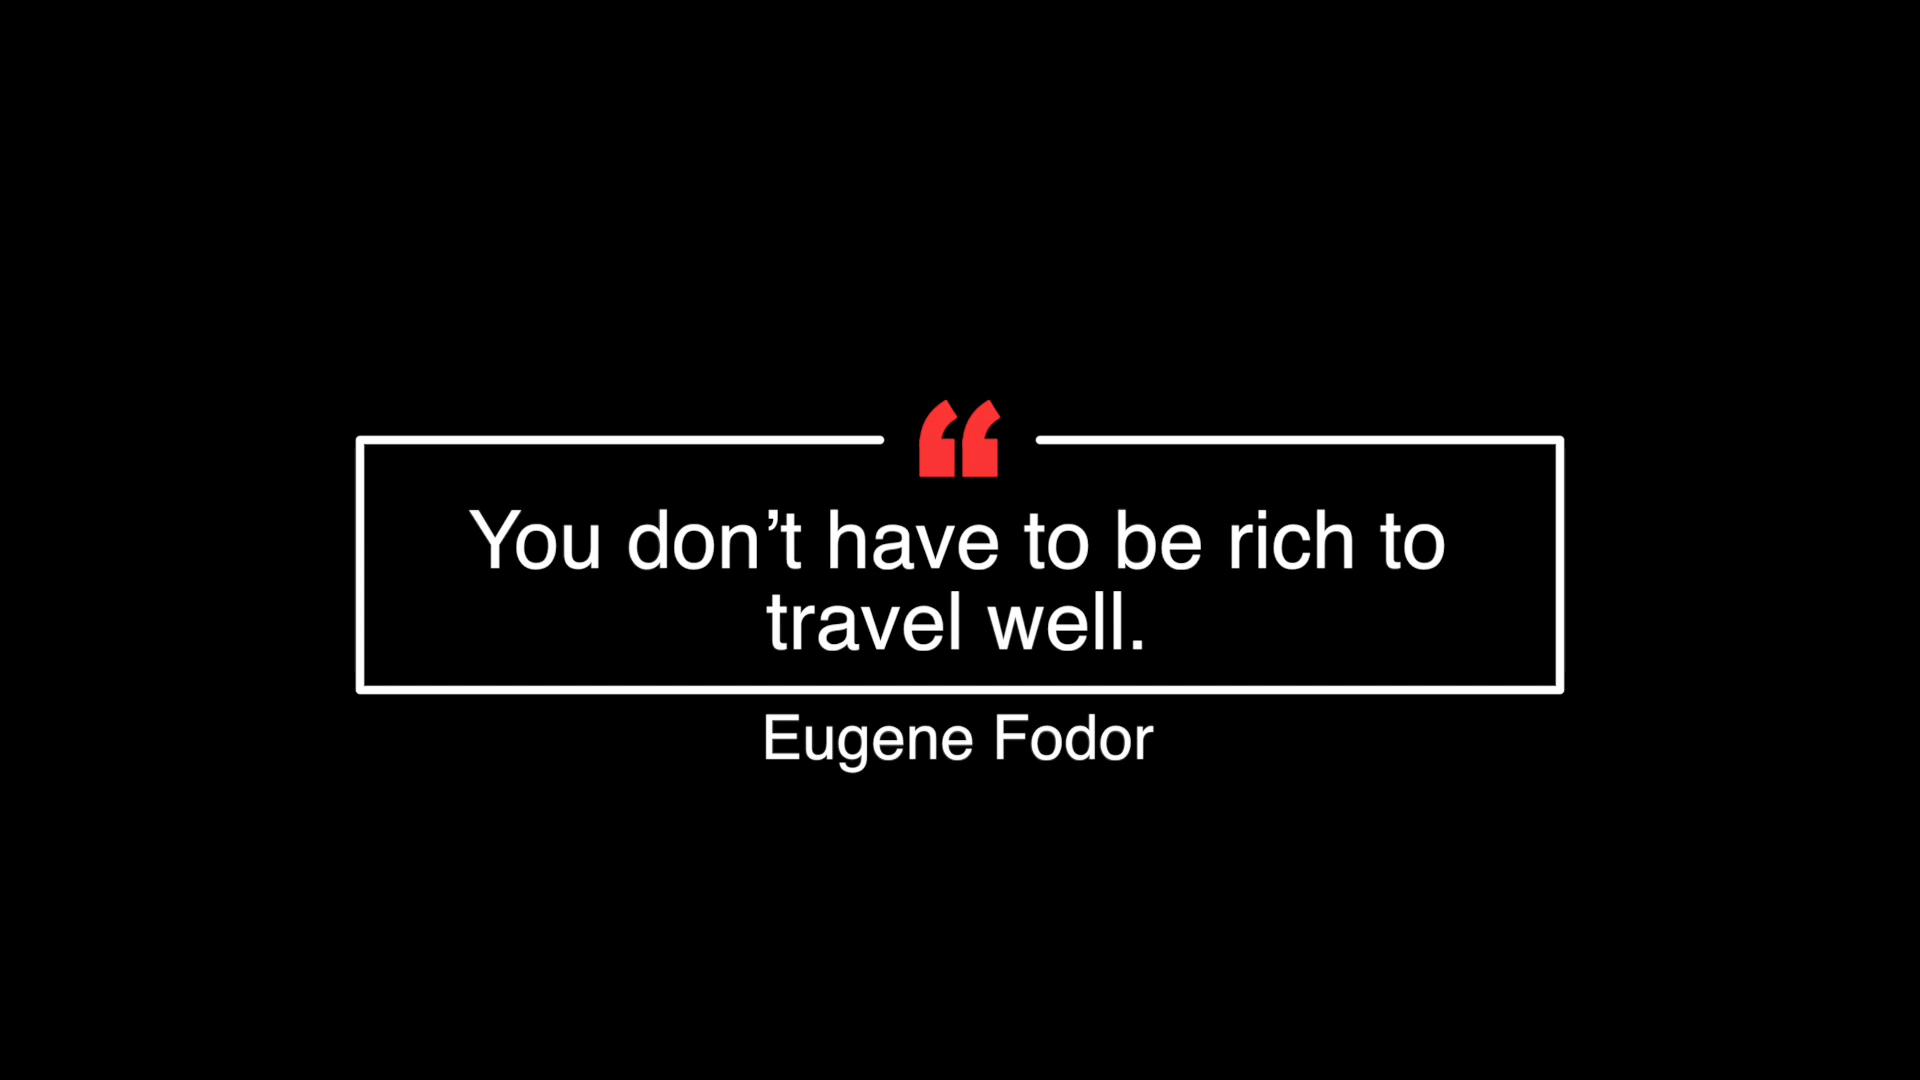 “
You don’t have to be rich to
travel well.
Eugene Fodor